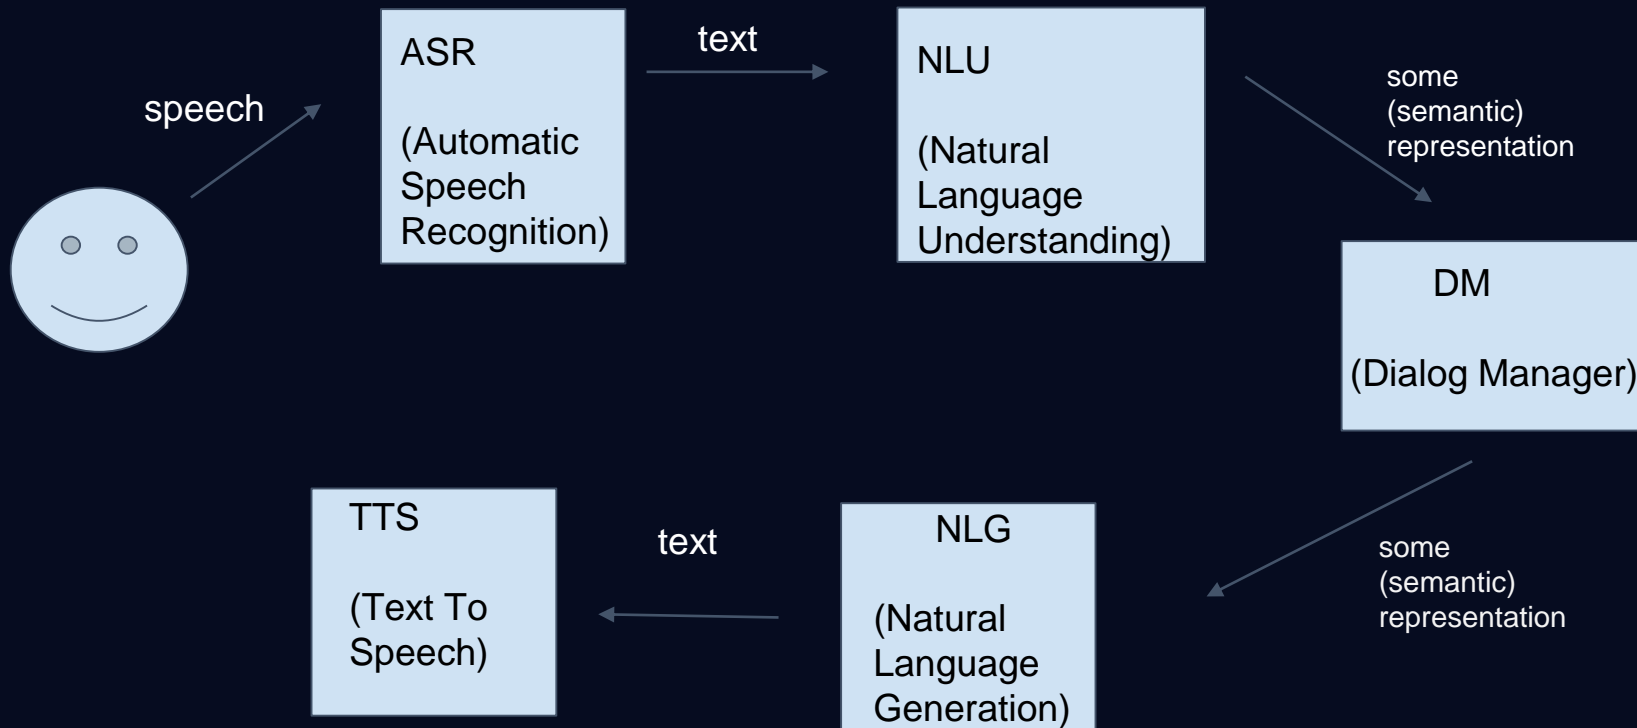 speech
ASR
(Automatic
Speech
Recognition)
text
NLU
(Natural
Language
Understanding)
some
(semantic)
representation
DM
(Dialog Manager)
some
(semantic)
representation
NLG
(Natural
Language
Generation)
text
TTS
(Text To
Speech)